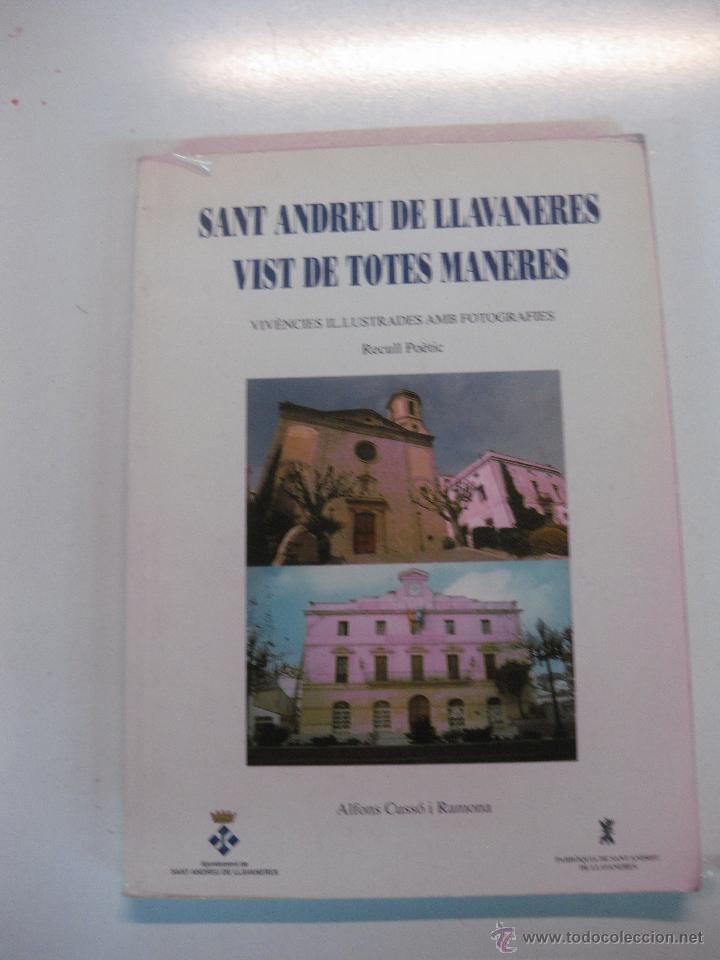 SANT ANDREU DE LLAVANERES
VIST DE TOTES MANERES
VIVÈNCIES IL.LUSTRADES AMB FOTOGRAFIES
Recull Poètic
Alfons Cussó i Ramona
Ajuntament de
SANT ANDREU DE LLAVANERES
PARRÒQUIA DE SANT ANDREU
DE LLAVANERES
© www.todocoleccion.net